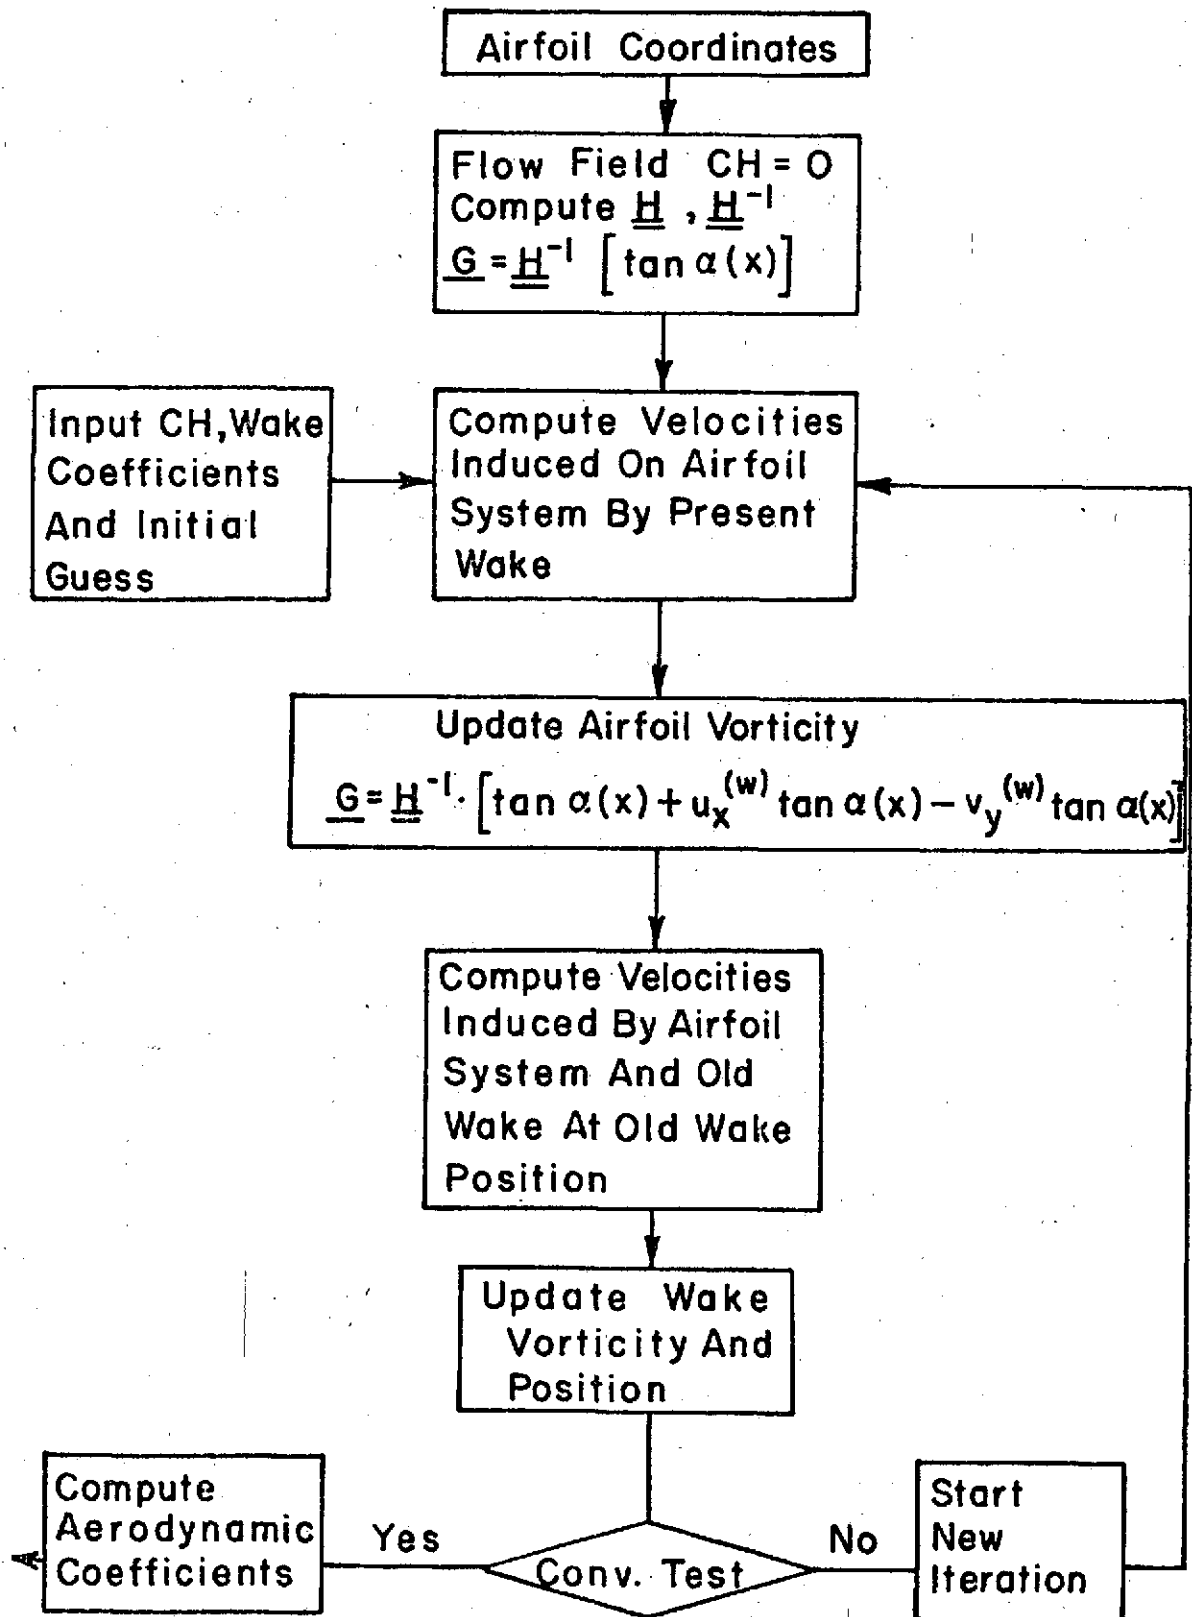 Airfoil Coordinates
Flow Field CH = O
Compute H , H⁻¹
G = H⁻¹ [tan α(x)]
Input CH, Wake
Coefficients
And Initial
Guess
Compute Velocities
Induced On Airfoil
System By Present
Wake
Update Airfoil Vorticity
G = H⁻¹ · [tan α(x) + uₓ^(w) tan α(x) − v_y^(w) tan α(x)]
Compute Velocities
Induced By Airfoil
System And Old
Wake At Old Wake
Position
Update Wake
Vorticity And
Position
Compute
Aerodynamic
Coefficients
Yes
Conv. Test
No
Start
New
Iteration